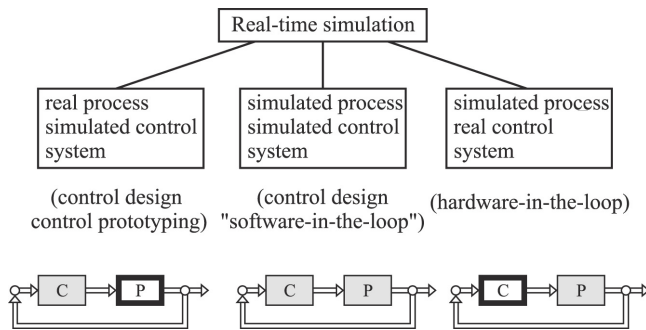 Real-time simulation
real process
simulated control
system
simulated process
simulated control
system
simulated process
real control
system
(control design
control prototyping)
(control design
"software-in-the-loop")
(hardware-in-the-loop)
C
P
C
P
C
P